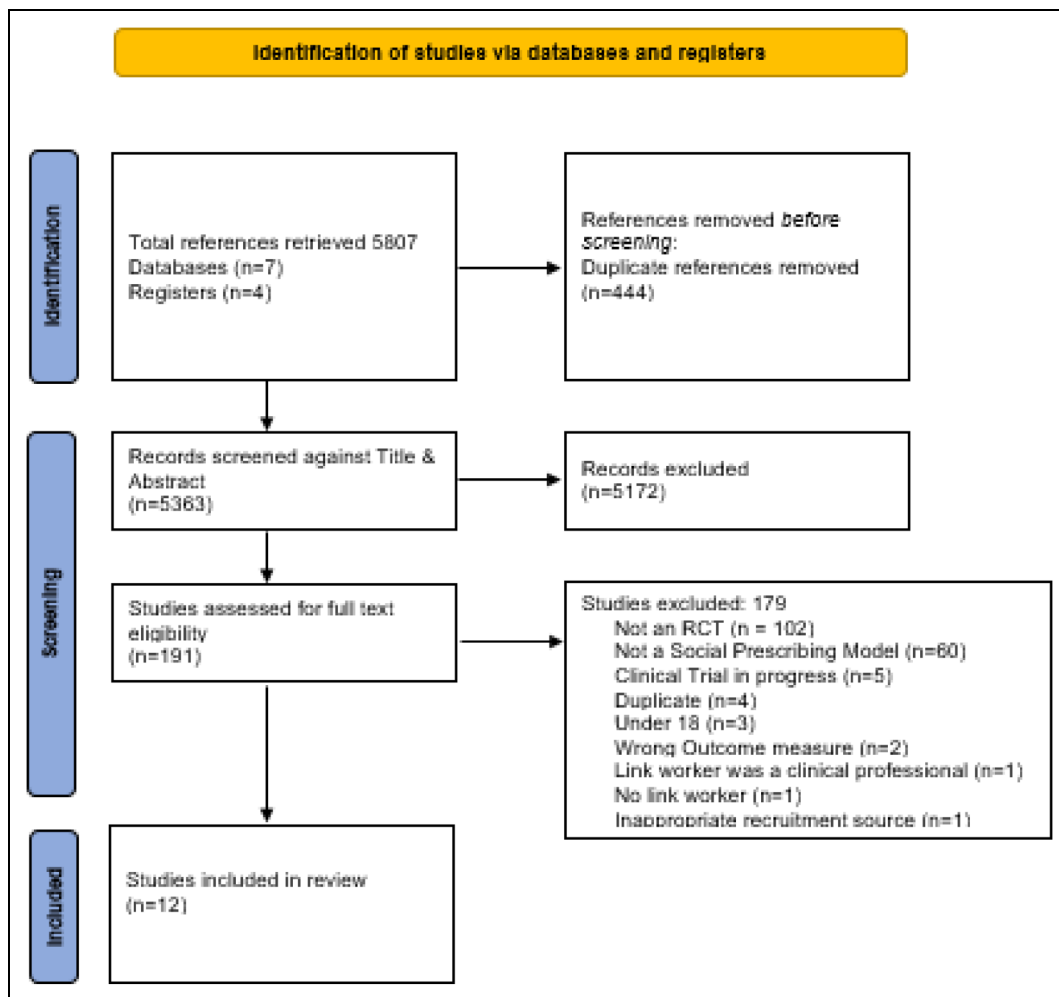 Identification of studies via databases and registers
Identification
Total references retrieved 5807
Databases (n=7)
Registers (n=4)
References removed before
screening:
Duplicate references removed
(n=444)
Screening
Records screened against Title &
Abstract
(n=5363)
Records excluded
(n=5172)
Studies assessed for full text
eligibility
(n=191)
Studies excluded: 179
Not an RCT (n = 102)
Not a Social Prescribing Model (n=60)
Clinical Trial in progress (n=5)
Duplicate (n=4)
Under 18 (n=3)
Wrong Outcome measure (n=2)
Link worker was a clinical professional (n=1)
No link worker (n=1)
Inappropriate recruitment source (n=1)
Included
Studies included in review
(n=12)